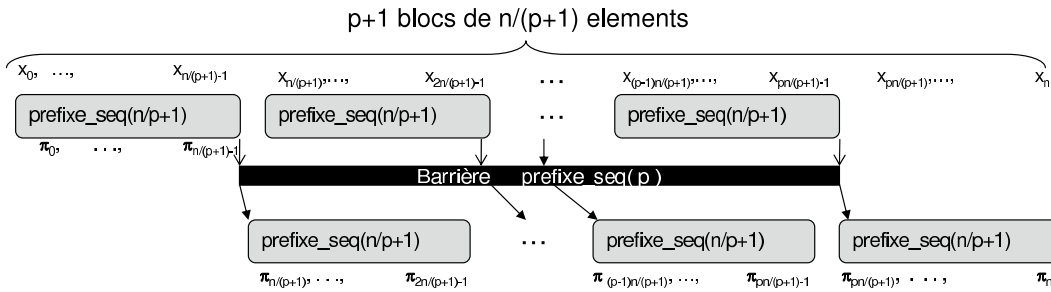 p+1 blocs de n/(p+1) elements
x0, ..., xn/(p+1)-1 xn/(p+1),..., x2n/(p+1)-1 ... x(p-1)n/(p+1),..., xpn/(p+1)-1 xpn/(p+1),..., xn
prefixe_seq(n/p+1) prefixe_seq(n/p+1) ... prefixe_seq(n/p+1)
π0, ..., πn/(p+1)-1
Barrière prefixe_seq( p )
prefixe_seq(n/p+1) ... prefixe_seq(n/p+1) prefixe_seq(n/p+1)
πn/(p+1), ..., π2n/(p+1)-1 π(p-1)n/(p+1), ..., πpn/(p+1)-1 πpn/(p+1), ..., πn